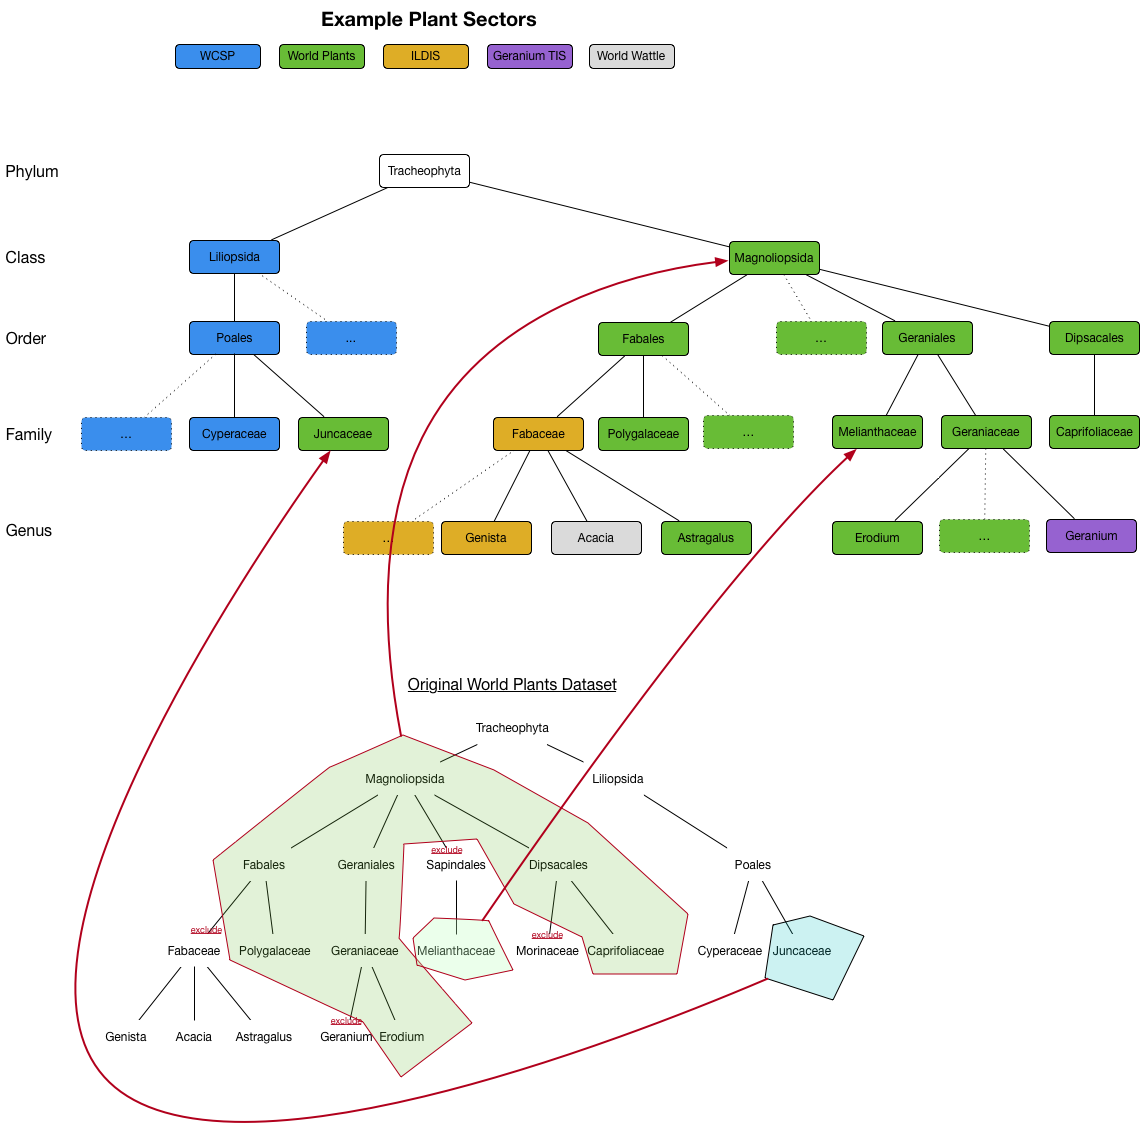 Example Plant Sectors
WCSP World Plants ILDIS Geranium TIS World Wattle
Phylum Tracheophyta
Class Liliopsida Magnoliopsida
Order Poales ... Fabales ... Geraniales Dipsacales
Family ... Cyperaceae Juncaceae Fabaceae Polygalaceae ... Melianthaceae Geraniaceae Caprifoliaceae
Genus ... Genista Acacia Astragalus Erodium ... Geranium
Original World Plants Dataset
Tracheophyta
Magnoliopsida Liliopsida
exclude
Fabales Geraniales Sapindales Dipsacales Poales
exclude exclude
Fabaceae Polygalaceae Geraniaceae Melianthaceae Morinaceae Caprifoliaceae Cyperaceae Juncaceae
exclude
Genista Acacia Astragalus Geranium Erodium